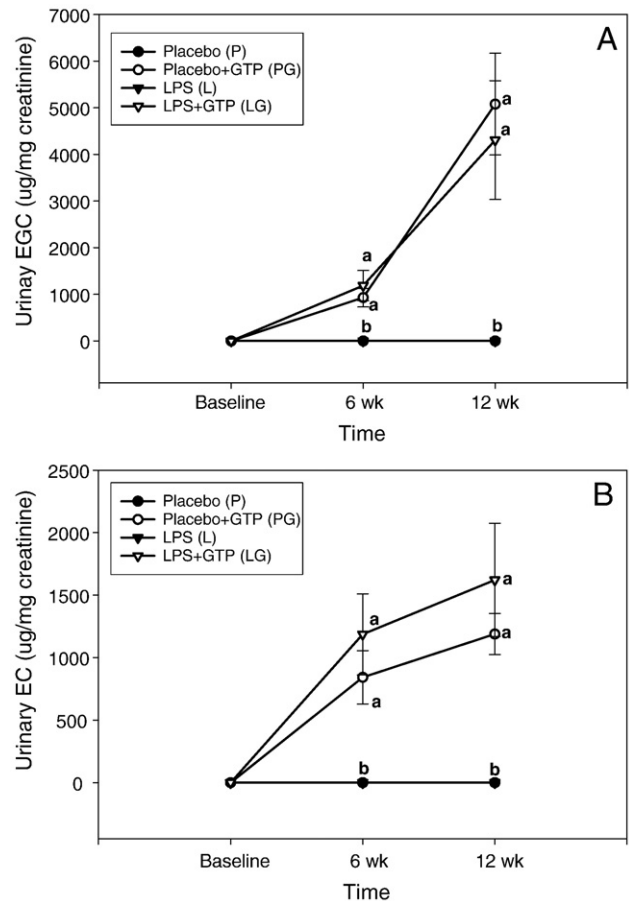 A
Placebo (P)
Placebo+GTP (PG)
LPS (L)
LPS+GTP (LG)
Urinay EGC (ug/mg creatinine)
7000
6000
5000
4000
3000
2000
1000
0
a
a
a
a
b
b
Baseline
6 wk
12 wk
Time
B
Placebo (P)
Placebo+GTP (PG)
LPS (L)
LPS+GTP (LG)
Urinary EC (ug/mg creatinine)
2500
2000
1500
1000
500
0
a
a
a
a
b
b
Baseline
6 wk
12 wk
Time